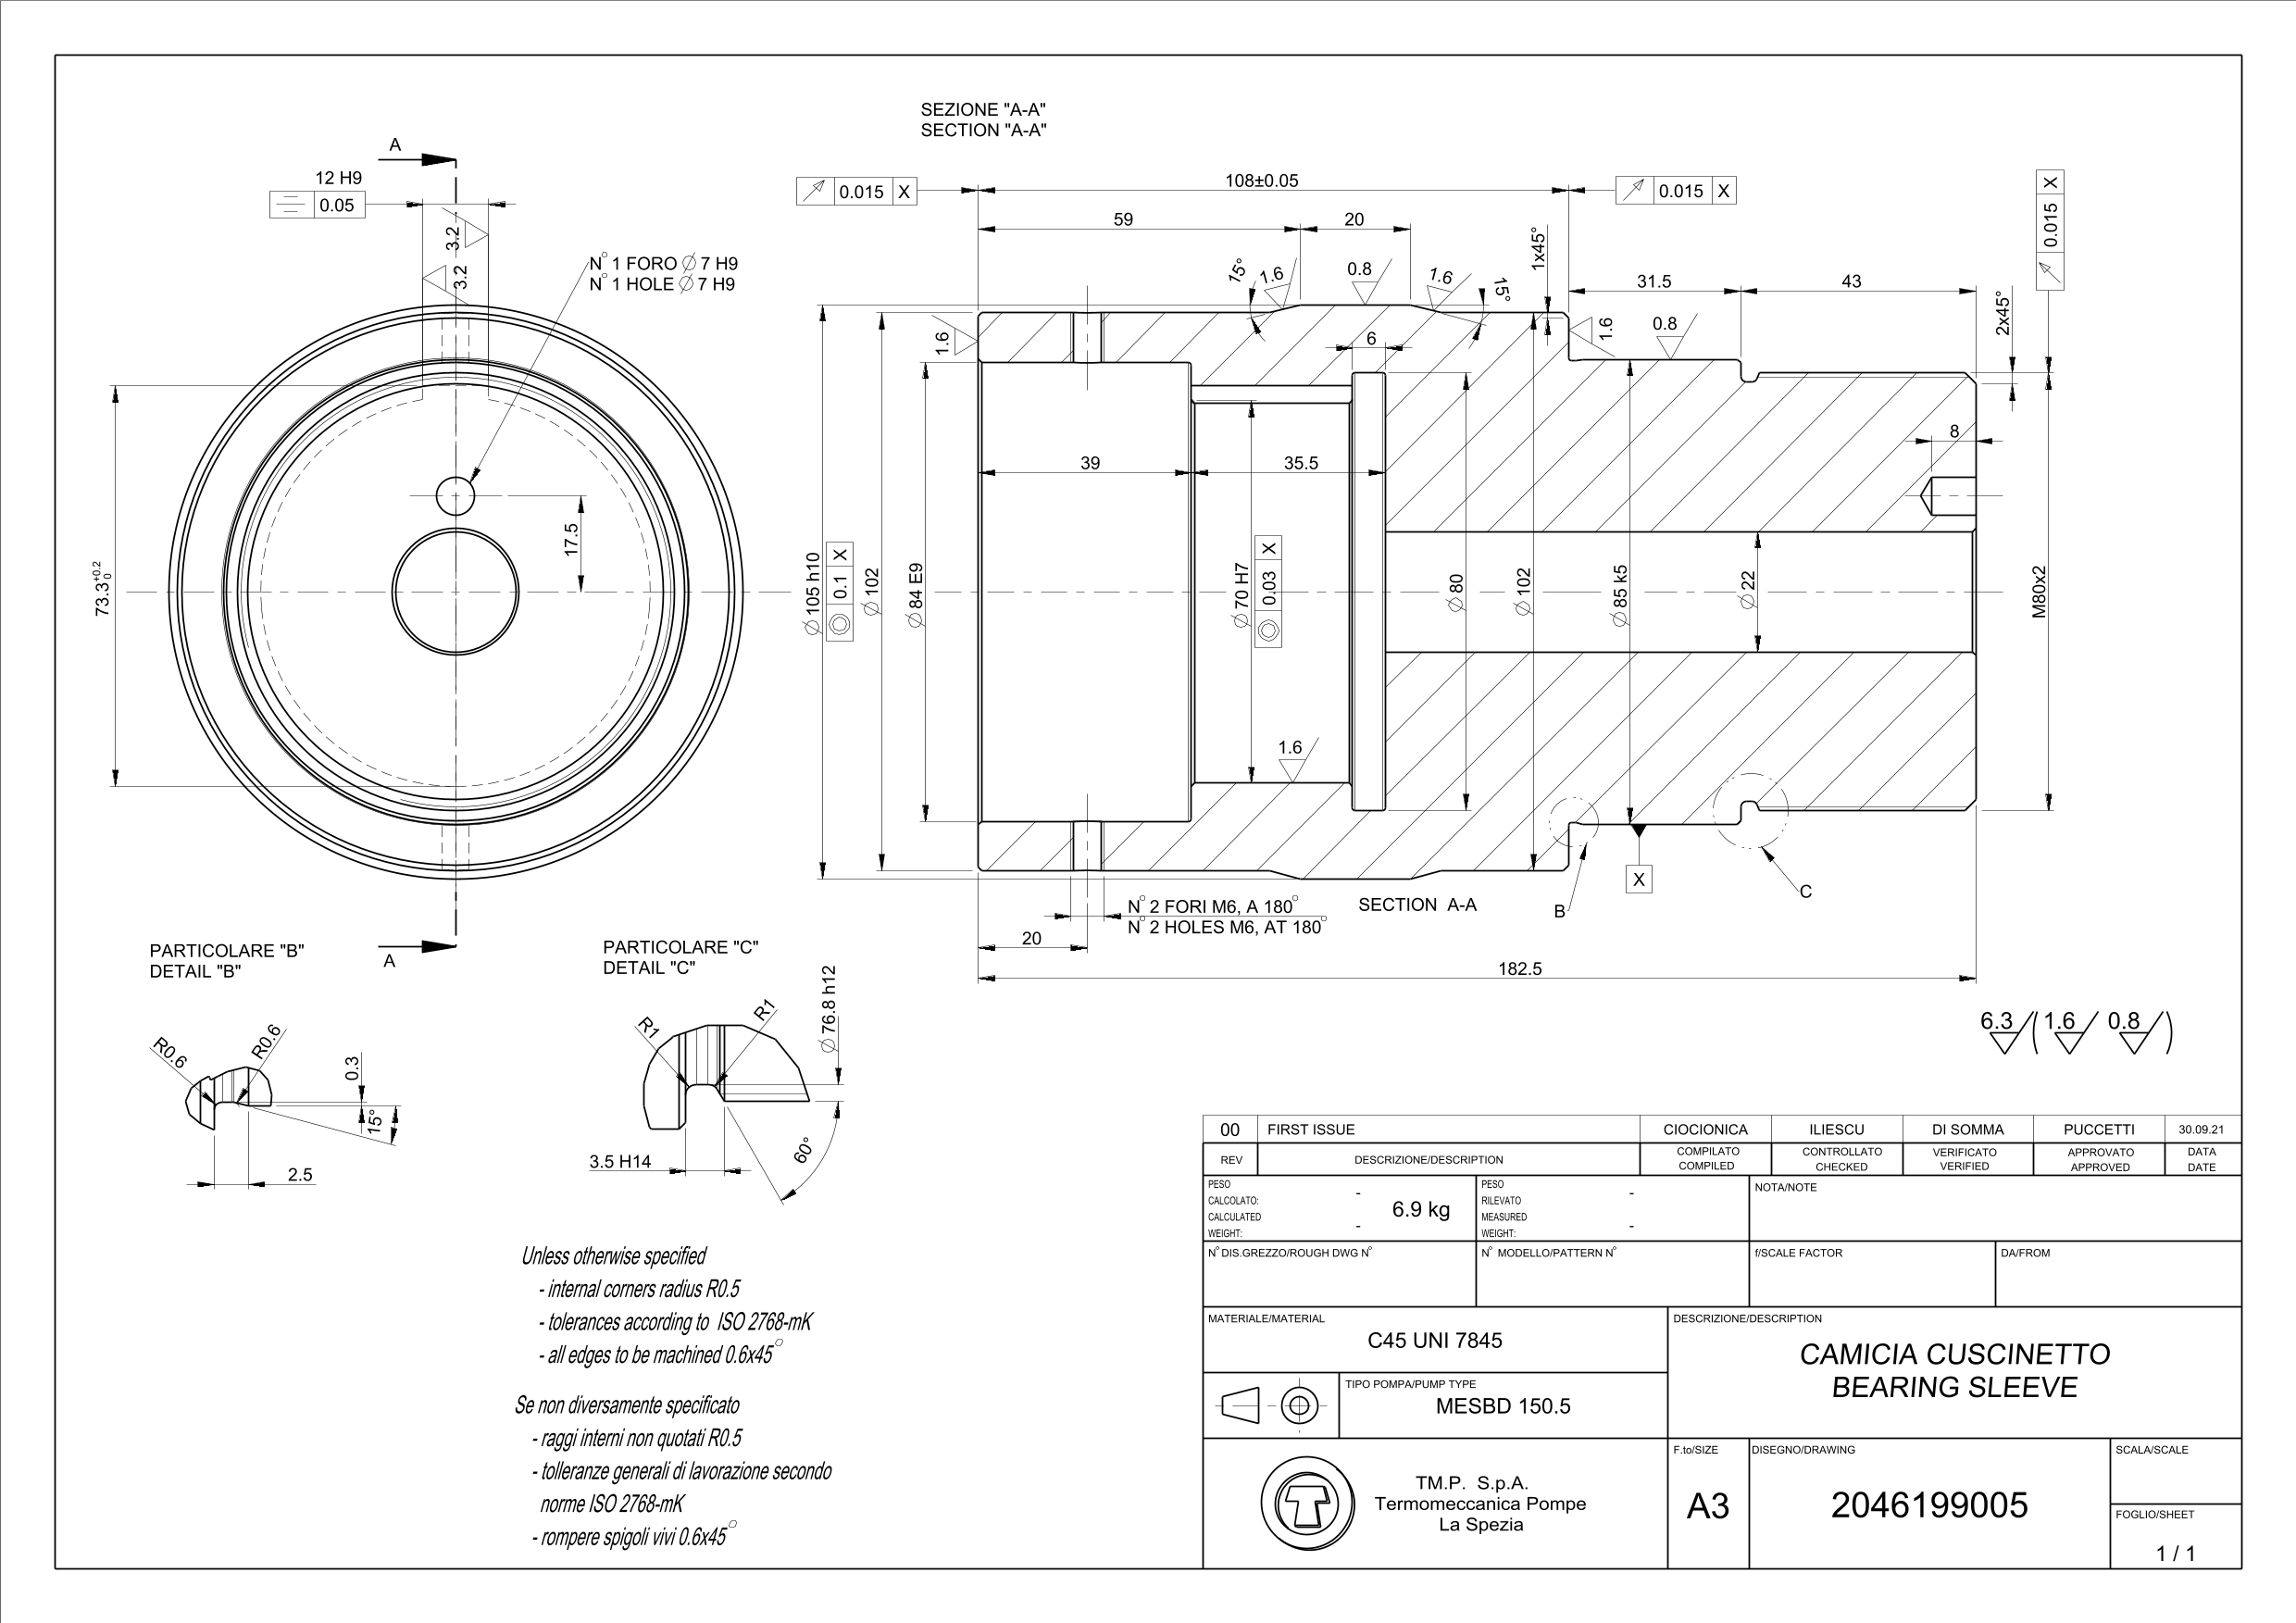 SEZIONE "A-A"
SECTION "A-A"
A
12 H9
0.05
3.2
3.2
N° 1 FORO ∅ 7 H9
N° 1 HOLE ∅ 7 H9
73.3 +0.2 0
17.5
A
0.015 X
108±0.05
0.015 X
0.015 X
59
20
15°
1.6
0.8
1.6
15°
1x45°
31.5
43
2x45°
1.6
6
1.6
0.8
8
39
35.5
∅ 105 h10
0.1 X
∅ 102
∅ 84 E9
∅ 70 H7
0.03 X
∅ 80
∅ 102
∅ 85 k5
∅ 22
M80x2
1.6
X
B
C
N° 2 FORI M6, A 180°
N° 2 HOLES M6, AT 180°
SECTION A-A
20
182.5
PARTICOLARE "B"
DETAIL "B"
R0.6
R0.6
0.3
15°
2.5
PARTICOLARE "C"
DETAIL "C"
R1
R1
∅ 76.8 h12
3.5 H14
60°
6.3 ( 1.6 0.8 )
Unless otherwise specified
- internal corners radius R0.5
- tolerances according to ISO 2768-mK
- all edges to be machined 0.6x45°
Se non diversamente specificato
- raggi interni non quotati R0.5
- tolleranze generali di lavorazione secondo
norme ISO 2768-mK
- rompere spigoli vivi 0.6x45°
00 FIRST ISSUE CIOCIONICA ILIESCU DI SOMMA PUCCETTI 30.09.21
REV DESCRIZIONE/DESCRIPTION COMPILATO CONTROLLATO VERIFICATO APPROVATO DATA
COMPILED CHECKED VERIFIED APPROVED DATE
PESO
CALCOLATO: -
CALCULATED
WEIGHT: -
6.9 kg
PESO
RILEVATO -
MEASURED
WEIGHT: -
NOTA/NOTE
N° DIS.GREZZO/ROUGH DWG N°
N° MODELLO/PATTERN N°
f/SCALE FACTOR
DA/FROM
MATERIALE/MATERIAL
C45 UNI 7845
DESCRIZIONE/DESCRIPTION
CAMICIA CUSCINETTO
BEARING SLEEVE
TIPO POMPA/PUMP TYPE
MESBD 150.5
TM.P. S.p.A.
Termomeccanica Pompe
La Spezia
F.to/SIZE
A3
DISEGNO/DRAWING
2046199005
SCALA/SCALE
FOGLIO/SHEET
1 / 1